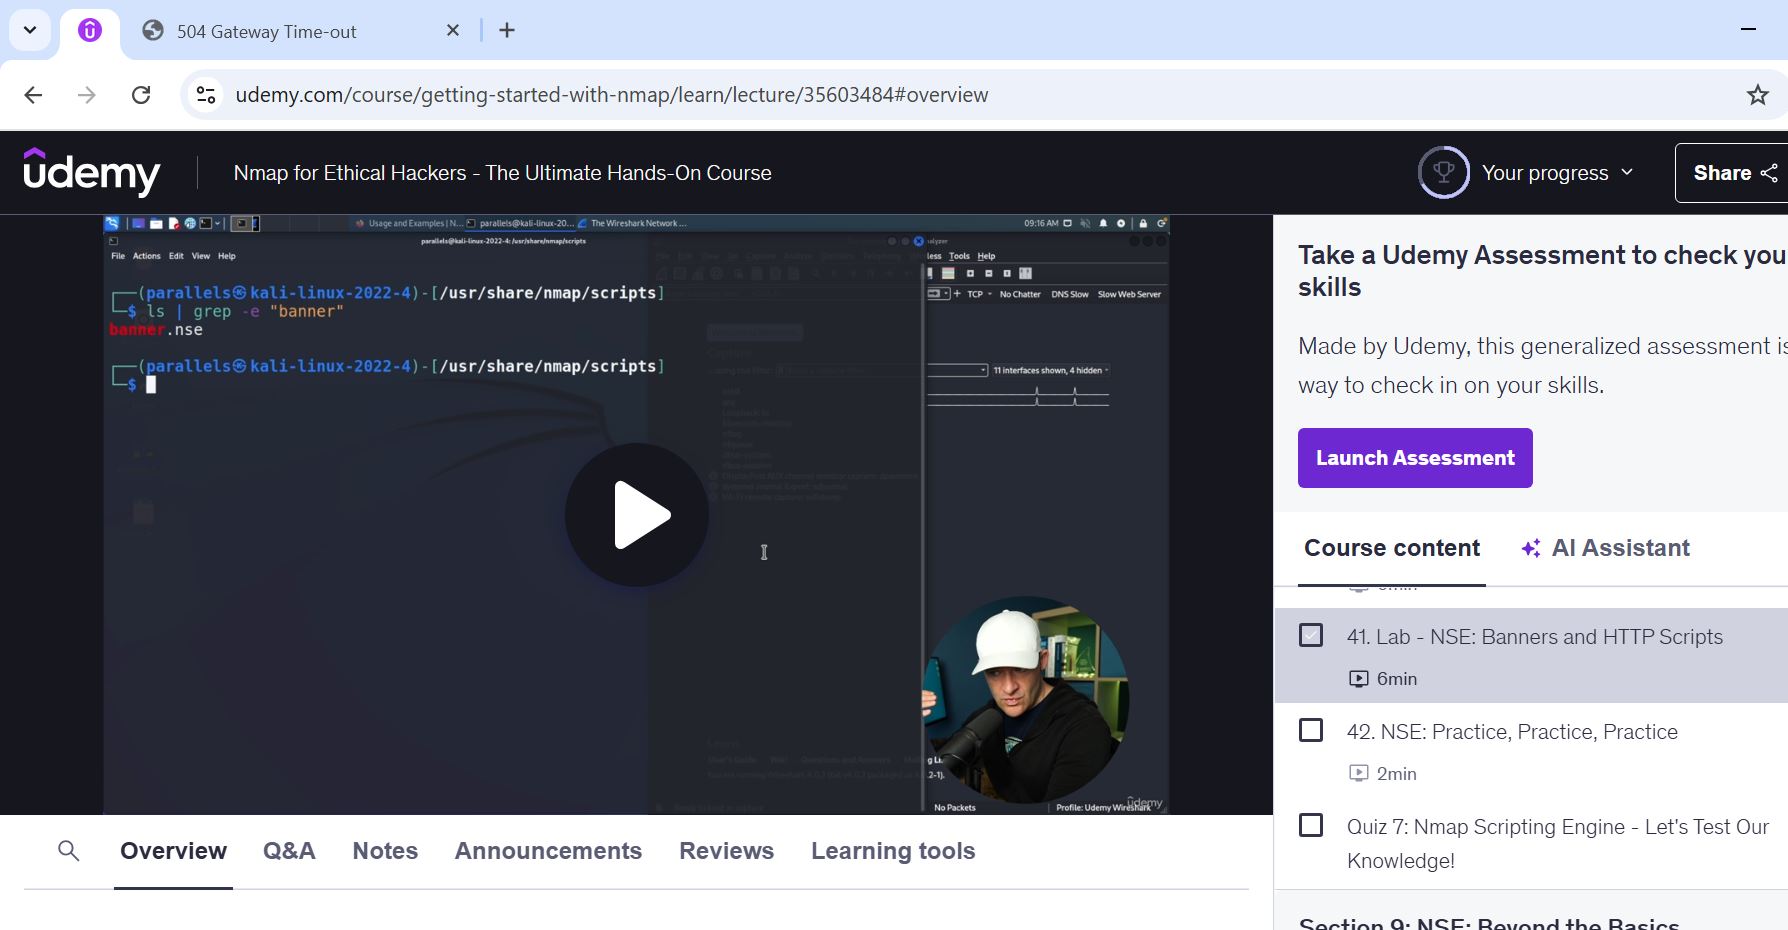 504 Gateway Time-out
udemy.com/course/getting-started-with-nmap/learn/lecture/35603484#overview
udemy
Nmap for Ethical Hackers - The Ultimate Hands-On Course
Your progress
Share
Usage and Examples | N...
parallels@kali-linux-20...
The Wireshark Network ...
09:16 AM
parallels@kali-linux-2022-4: /usr/share/nmap/scripts
File Actions Edit View Help
Tools Help
(parallels㉿kali-linux-2022-4)-[/usr/share/nmap/scripts]
$ ls | grep -e "banner"
banner.nse
(parallels㉿kali-linux-2022-4)-[/usr/share/nmap/scripts]
$
+ TCP No Chatter DNS Slow Slow Web Server
11 interfaces shown, 4 hidden
No Packets
Profile: Udemy Wireshark
udemy
Take a Udemy Assessment to check you
skills
Made by Udemy, this generalized assessment is
way to check in on your skills.
Launch Assessment
Course content
AI Assistant
41. Lab - NSE: Banners and HTTP Scripts
6min
42. NSE: Practice, Practice, Practice
2min
Quiz 7: Nmap Scripting Engine - Let's Test Our
Knowledge!
Section 9: NSE: Beyond the Basics
Overview
Q&A
Notes
Announcements
Reviews
Learning tools